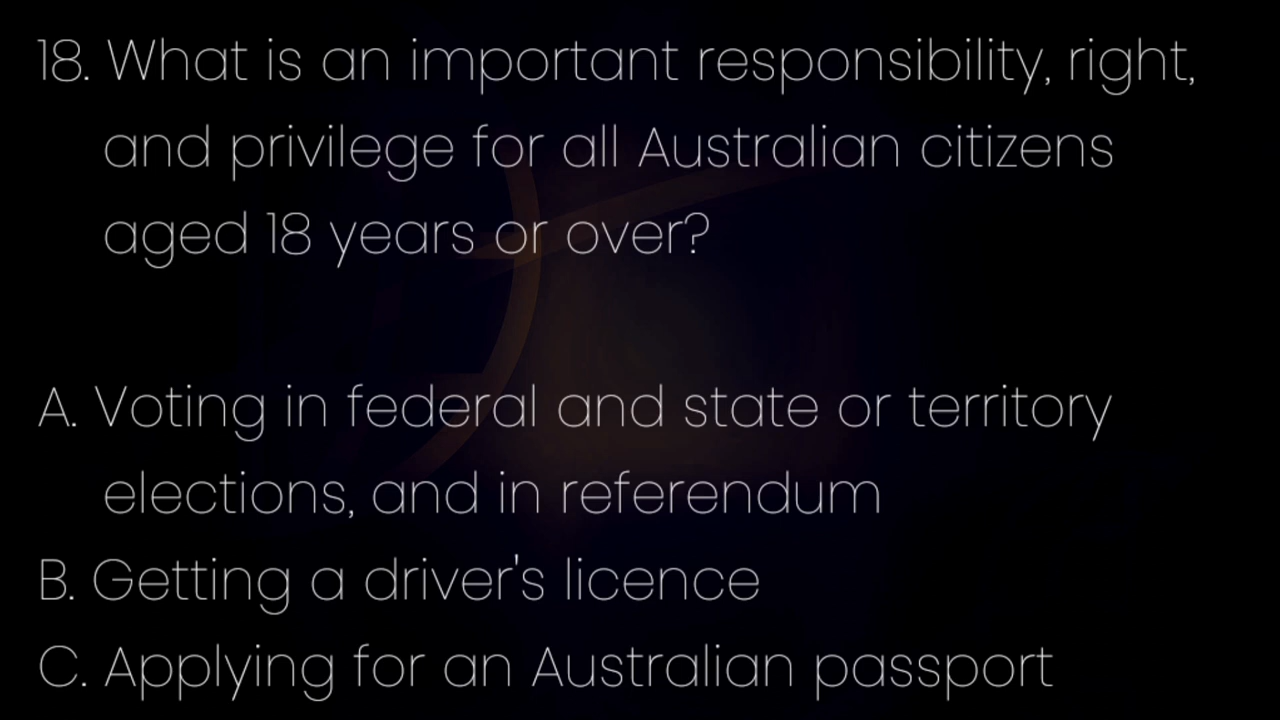 18. What is an important responsibility, right,
and privilege for all Australian citizens
aged 18 years or over?
A. Voting in federal and state or territory
elections, and in referendum
B. Getting a driver's licence
C. Applying for an Australian passport